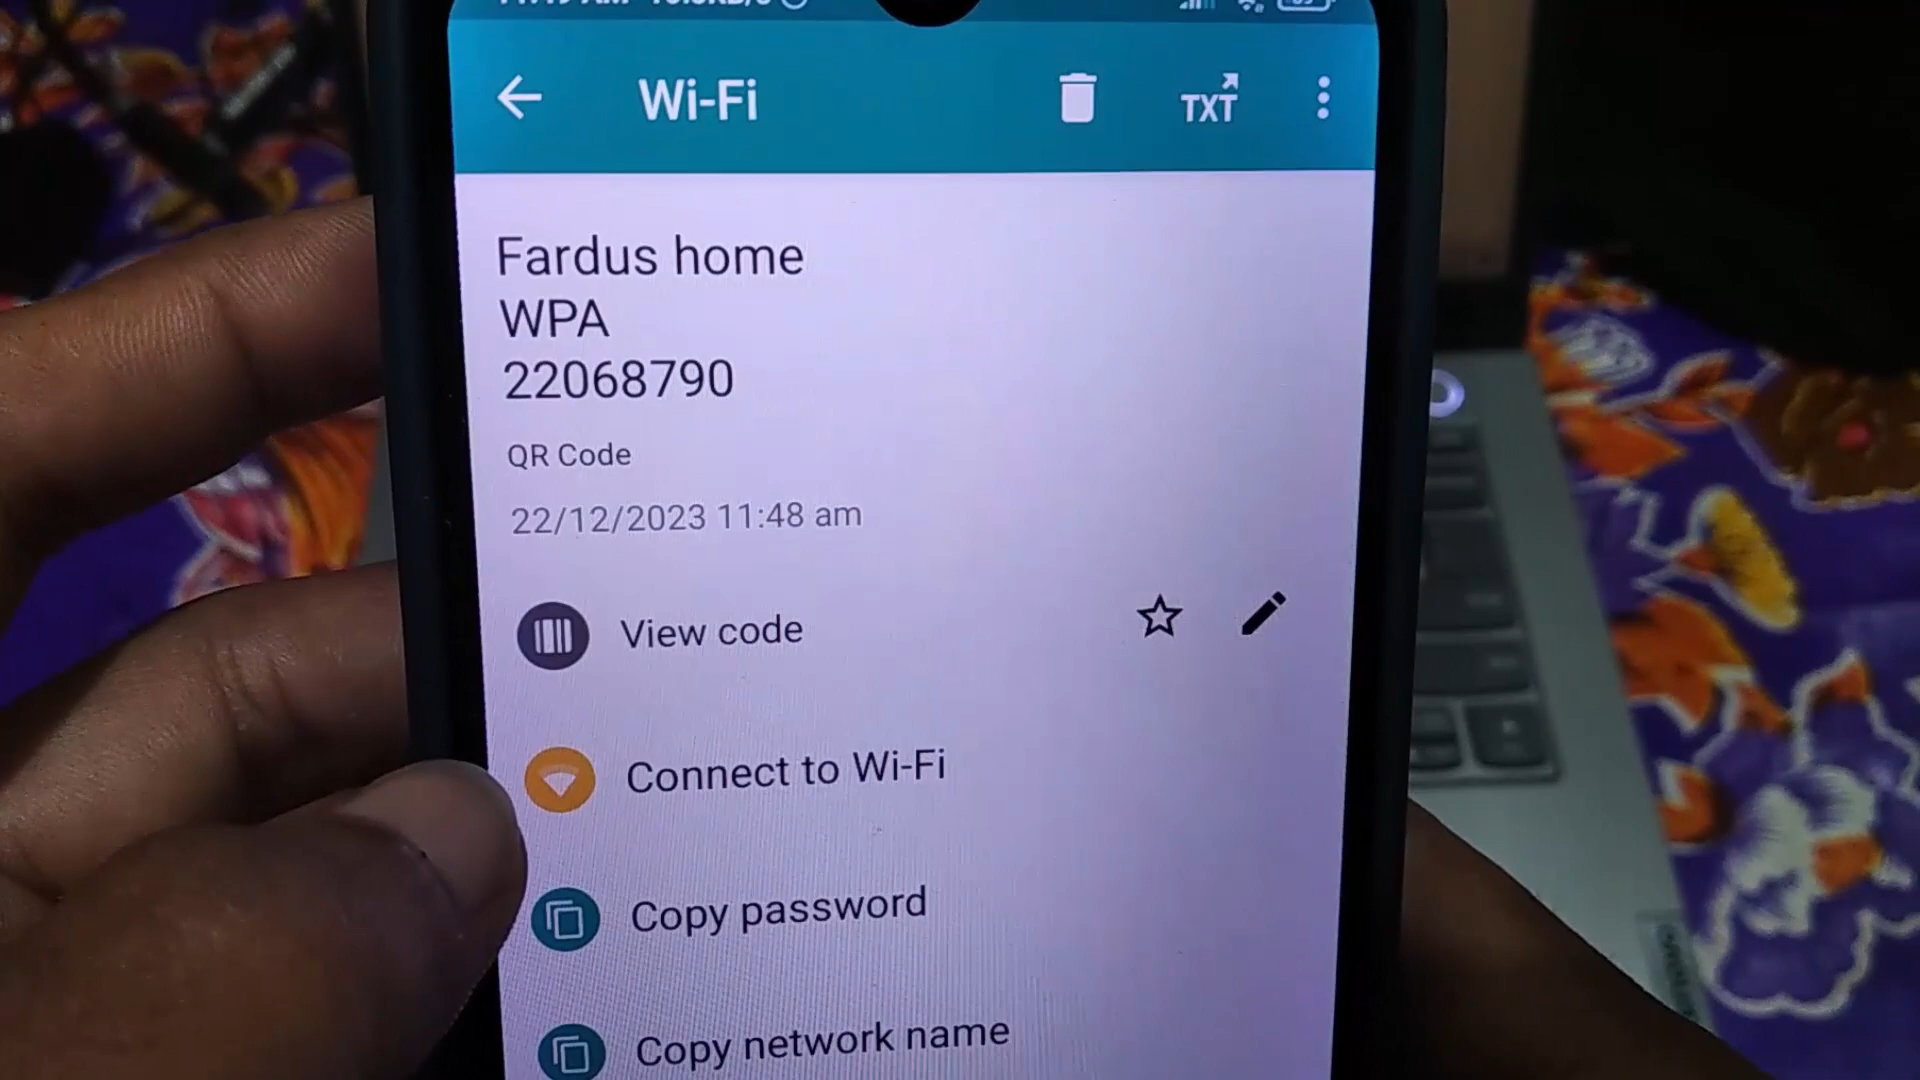 Wi-Fi
TXT
Fardus home
WPA
22068790
QR Code
22/12/2023 11:48 am
View code
Connect to Wi-Fi
Copy password
Copy network name